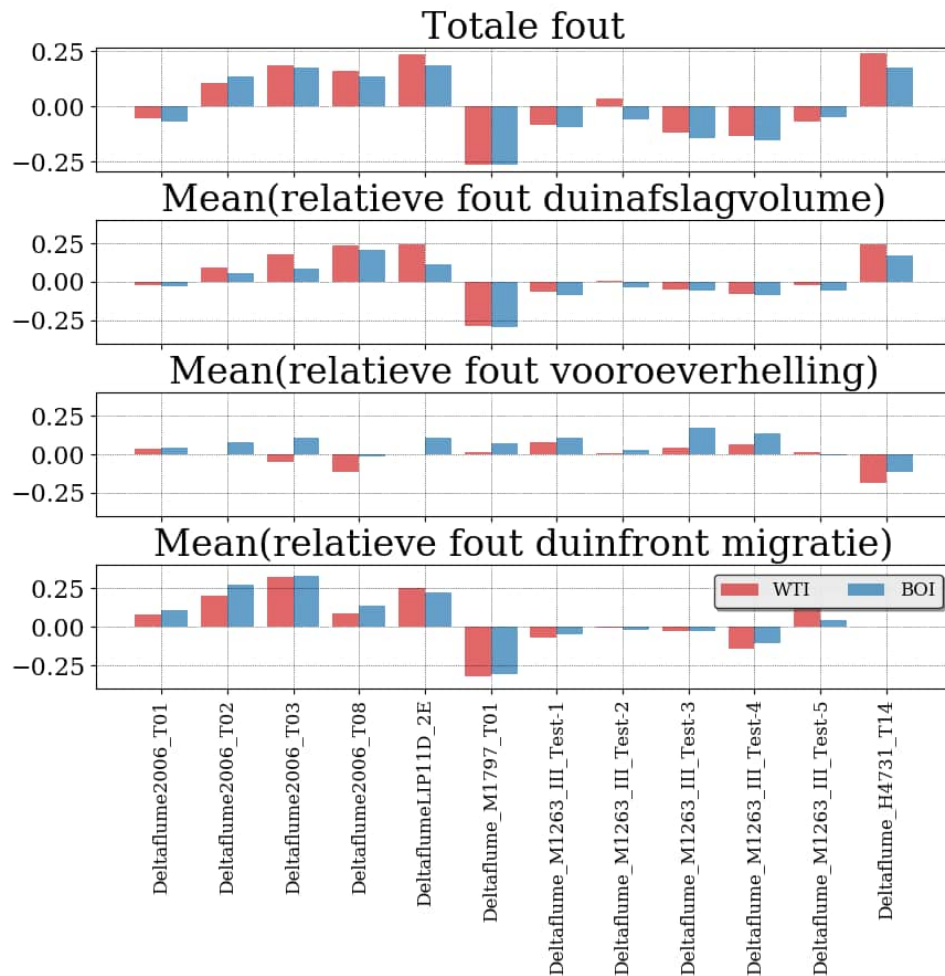 Totale fout
0.25
0.00
−0.25
Mean(relatieve fout duinafslagvolume)
0.25
0.00
−0.25
Mean(relatieve fout vooroeverhelling)
0.25
0.00
−0.25
Mean(relatieve fout duinfront migratie)
0.25
0.00
−0.25
WTI BOI
Deltaflume2006_T01
Deltaflume2006_T02
Deltaflume2006_T03
Deltaflume2006_T08
DeltaflumeLIP11D_2E
Deltaflume_M1797_T01
Deltaflume_M1263_III_Test-1
Deltaflume_M1263_III_Test-2
Deltaflume_M1263_III_Test-3
Deltaflume_M1263_III_Test-4
Deltaflume_M1263_III_Test-5
Deltaflume_H4731_T14